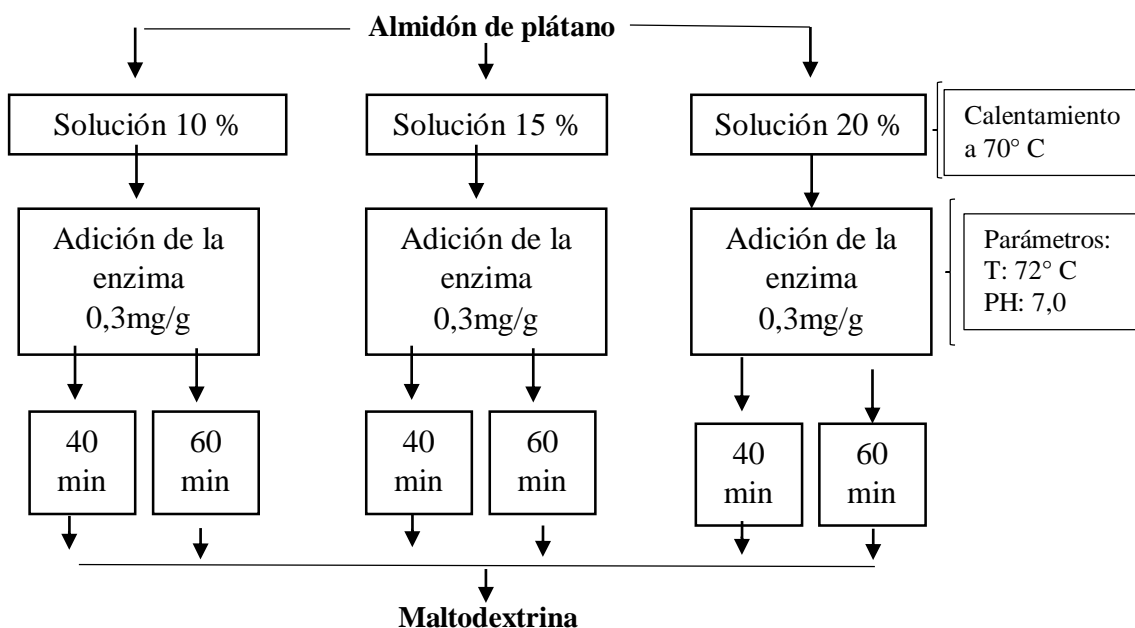 Almidón de plátano
Solución 10 %
Solución 15 %
Solución 20 %
Calentamiento
a 70° C
Adición de la
enzima
0,3mg/g
Adición de la
enzima
0,3mg/g
Adición de la
enzima
0,3mg/g
Parámetros:
T: 72° C
PH: 7,0
40
min
60
min
40
min
60
min
40
min
60
min
Maltodextrina